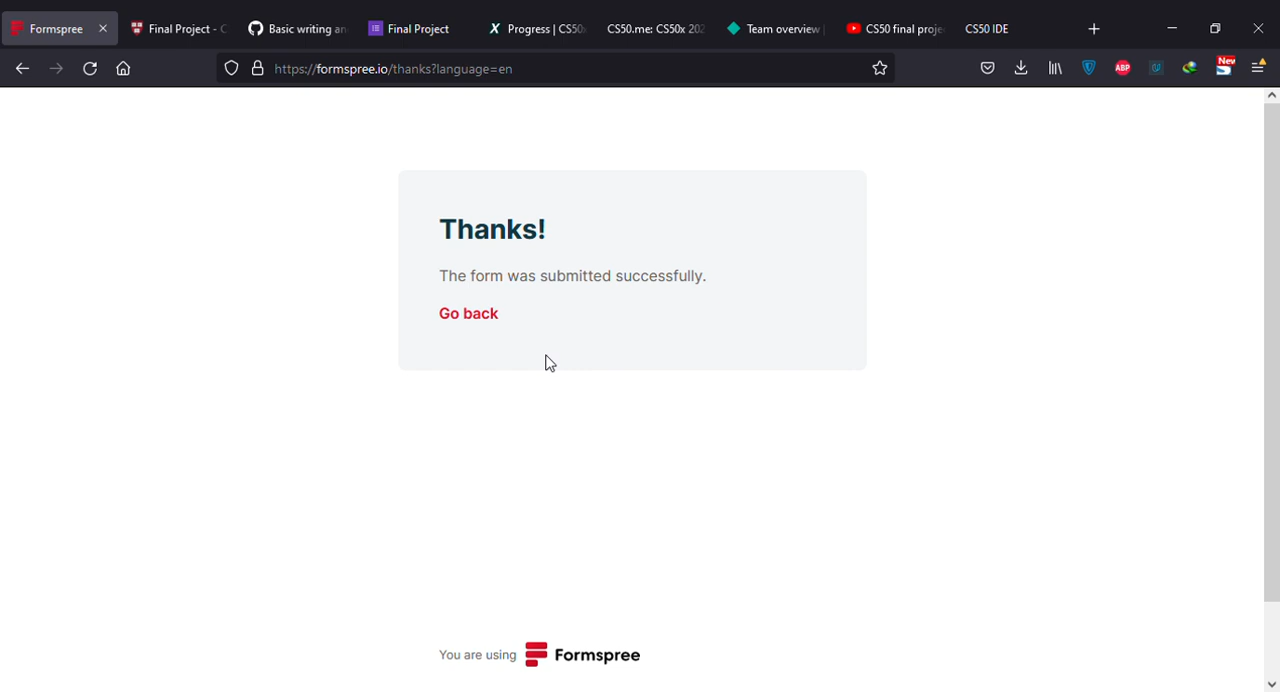 Formspree
Final Project - C
Basic writing an
Final Project
Progress | CS50
CS50.me: CS50x 202
Team overview
CS50 final proje
CS50 IDE
https://formspree.io/thanks?language=en
ABP
New
Thanks!
The form was submitted successfully.
Go back
You are using Formspree